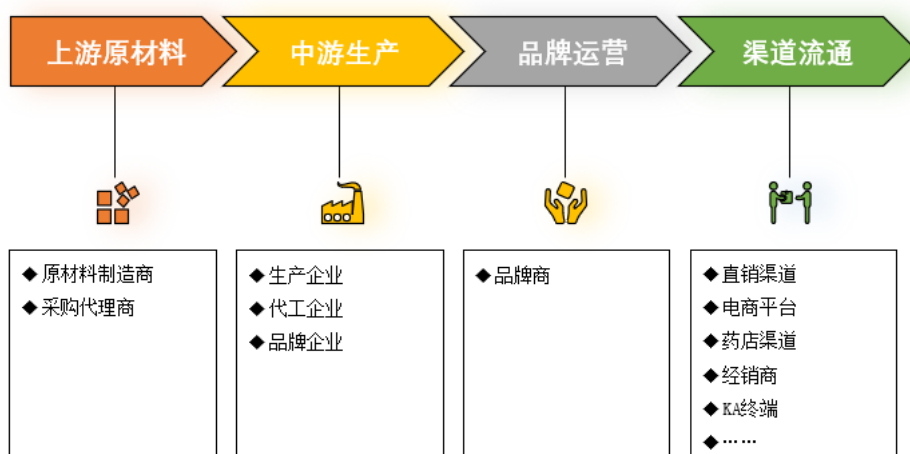 上游原材料
中游生产
品牌运营
渠道流通
◆原材料制造商
◆采购代理商
◆生产企业
◆代工企业
◆品牌企业
◆品牌商
◆直销渠道
◆电商平台
◆药店渠道
◆经销商
◆KA终端
◆……